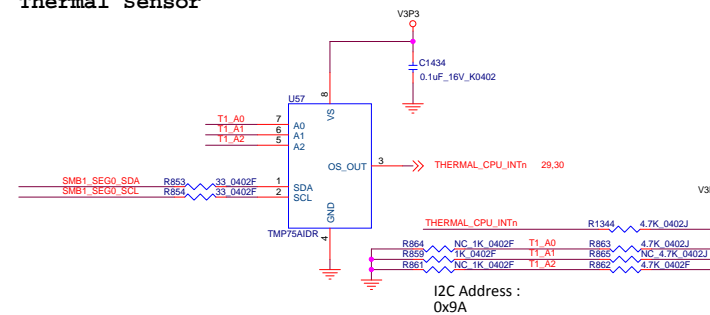 Thermal Sensor
V3P3
C1434
0.1uF_16V_K0402
U57
8
VS
T1_A0 7 A0
T1_A1 6 A1
T1_A2 5 A2
OS_OUT 3 THERMAL_CPU_INTn 29,30
SMB1_SEG0_SDA R853 33_0402F 1 SDA
SMB1_SEG0_SCL R854 33_0402F 2 SCL
GND
4
TMP75AIDR
V3
THERMAL_CPU_INTn R1344 4.7K_0402J
R864 NC_1K_0402F T1_A0 R863 4.7K_0402J
R859 1K_0402F T1_A1 R865 NC_4.7K_0402J
R861 NC_1K_0402F T1_A2 R862 4.7K_0402F
I2C Address :
0x9A